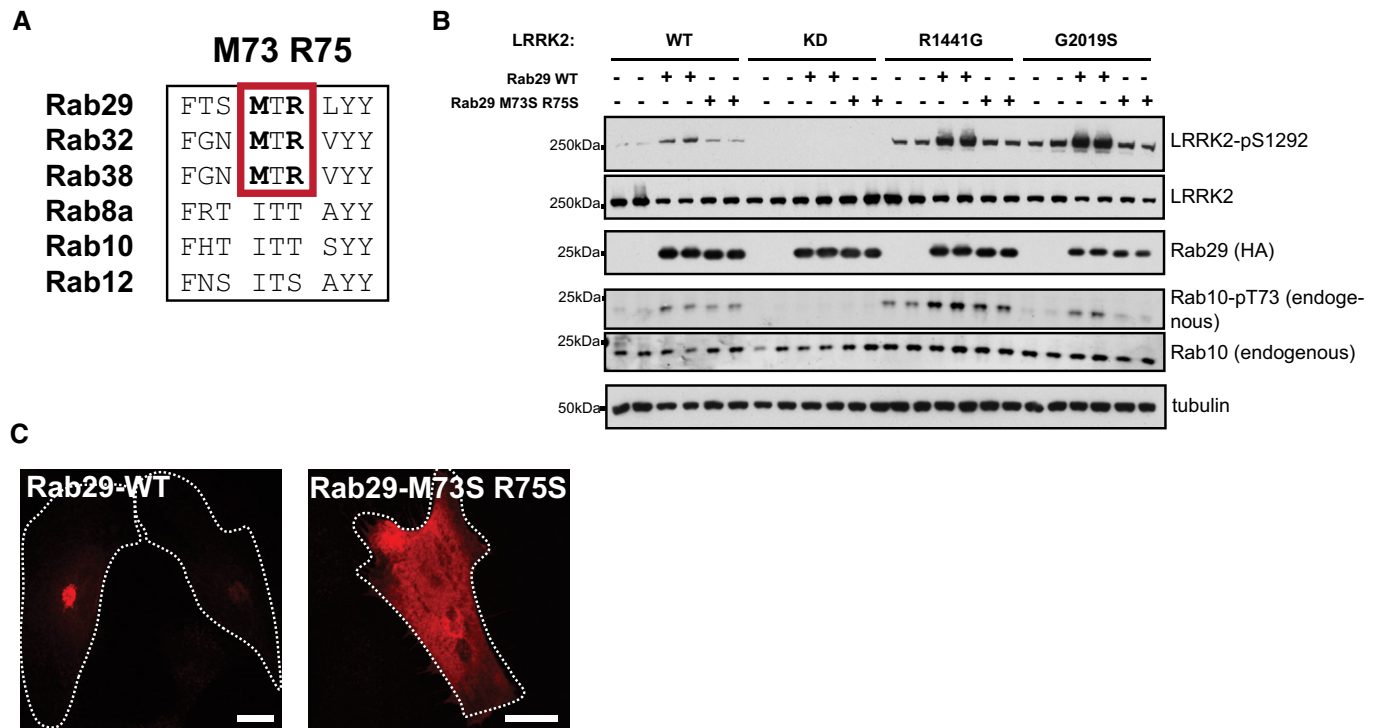 A
M73 R75
Rab29 FTS MTR LYY
Rab32 FGN MTR VYY
Rab38 FGN MTR VYY
Rab8a FRT ITT AYY
Rab10 FHT ITT SYY
Rab12 FNS ITS AYY
B
LRRK2: WT KD R1441G G2019S
Rab29 WT - - + + - - - - + + - - - - + + - - - - + + - -
Rab29 M73S R75S - - - - + + - - - - + + - - - - + + - - - - + +
250kDa LRRK2-pS1292
250kDa LRRK2
25kDa Rab29 (HA)
25kDa Rab10-pT73 (endoge-
nous)
25kDa Rab10 (endogenous)
50kDa tubulin
C
Rab29-WT Rab29-M73S R75S